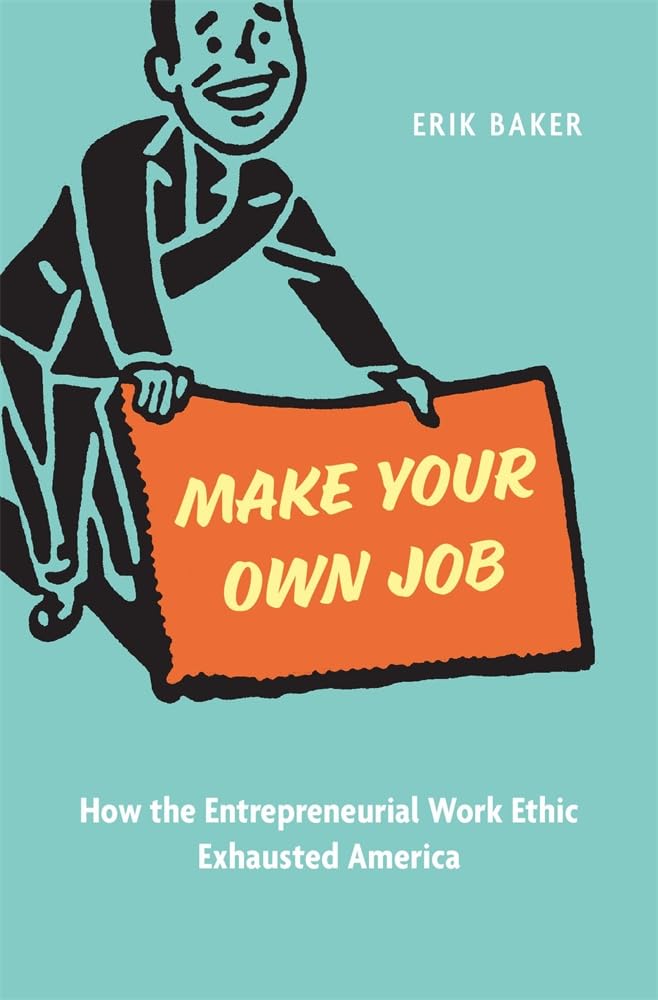 ERIK BAKER
MAKE YOUR
OWN JOB
How the Entrepreneurial Work Ethic
Exhausted America